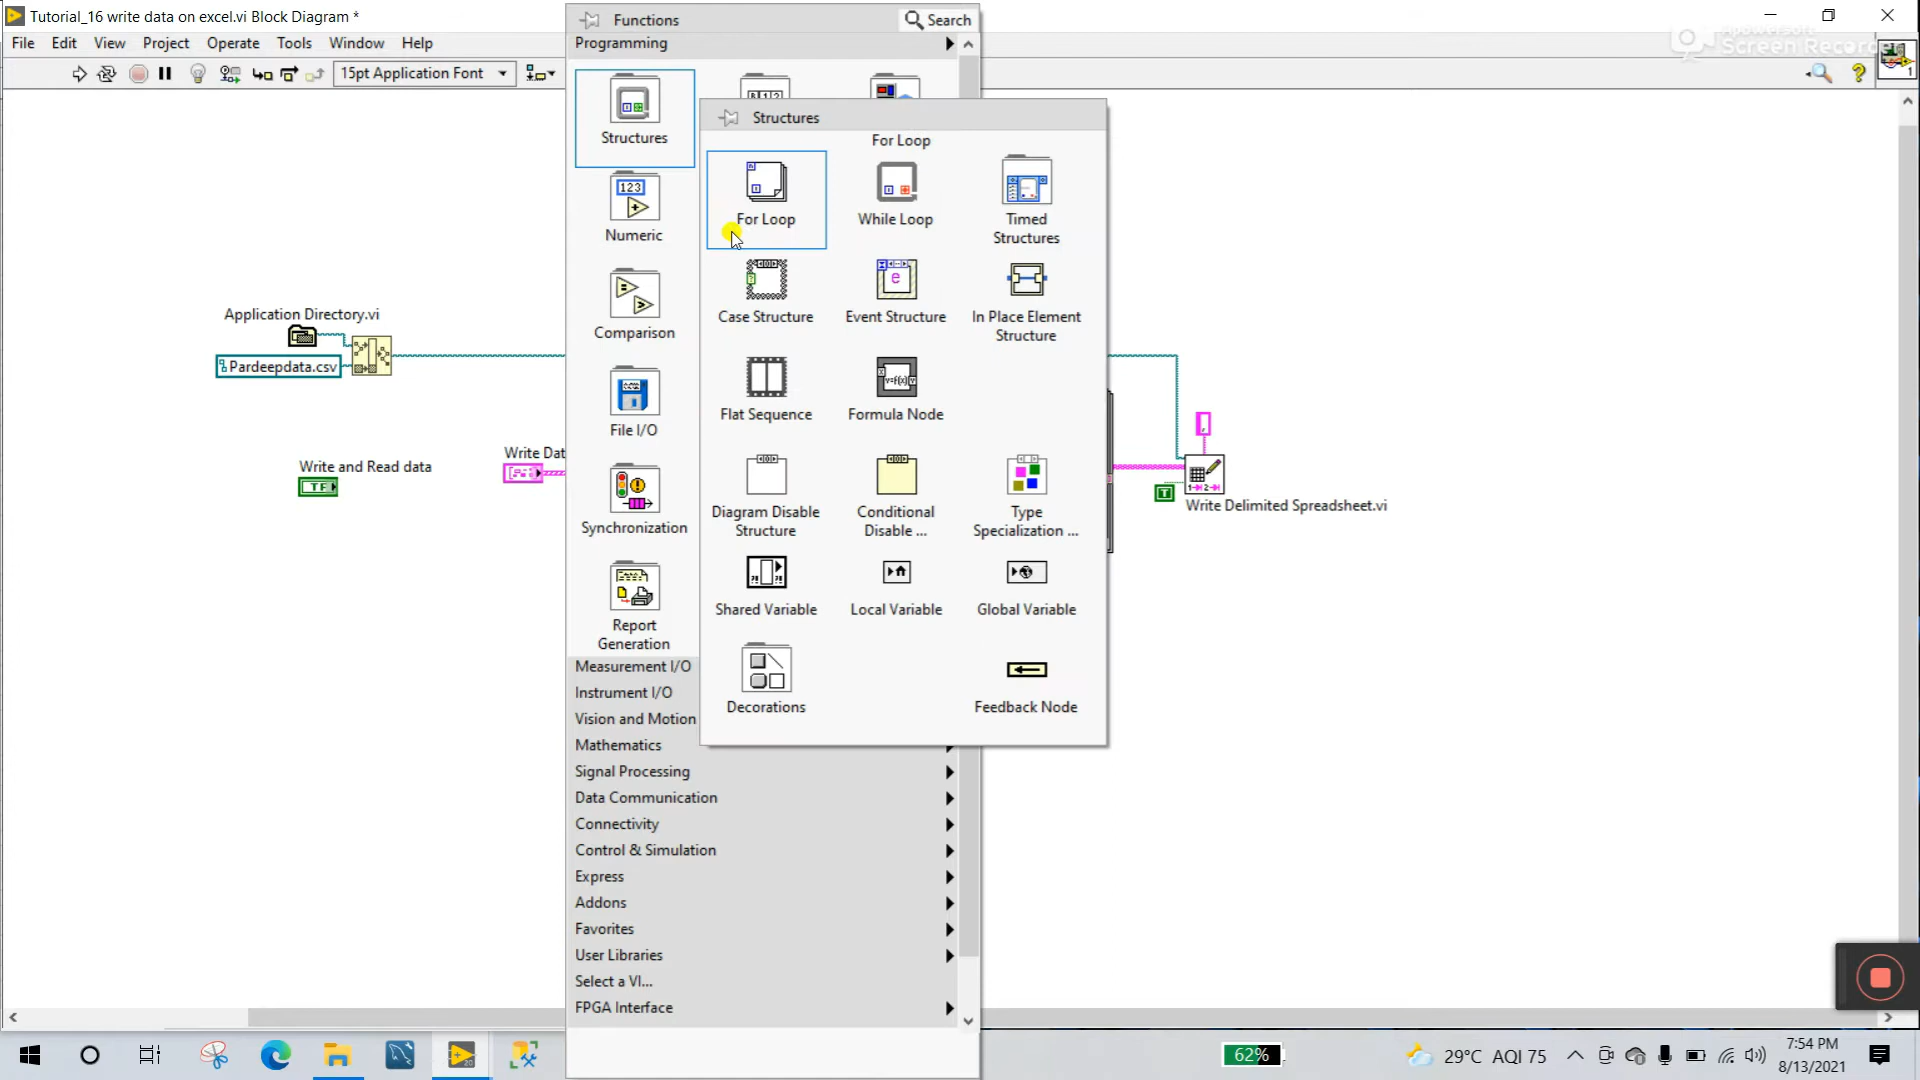 Tutorial_16 write data on excel.vi Block Diagram *
File Edit View Project Operate Tools Window Help
15pt Application Font
Functions
Search
Programming
Structures
Numeric
Comparison
File I/O
Synchronization
Report
Generation
Measurement I/O
Instrument I/O
Vision and Motion
Mathematics
Signal Processing
Data Communication
Connectivity
Control & Simulation
Express
Addons
Favorites
User Libraries
Select a VI...
FPGA Interface
Structures
For Loop
For Loop
While Loop
Timed
Structures
Case Structure
Event Structure
In Place Element
Structure
Flat Sequence
Formula Node
Diagram Disable
Structure
Conditional
Disable ...
Type
Specialization ...
Shared Variable
Local Variable
Global Variable
Decorations
Feedback Node
Application Directory.vi
Pardeepdata.csv
Write and Read data
TF
Write Dat
T
Write Delimited Spreadsheet.vi
Apowersoft
Screen Recorder
62%
29°C AQI 75
7:54 PM
8/13/2021